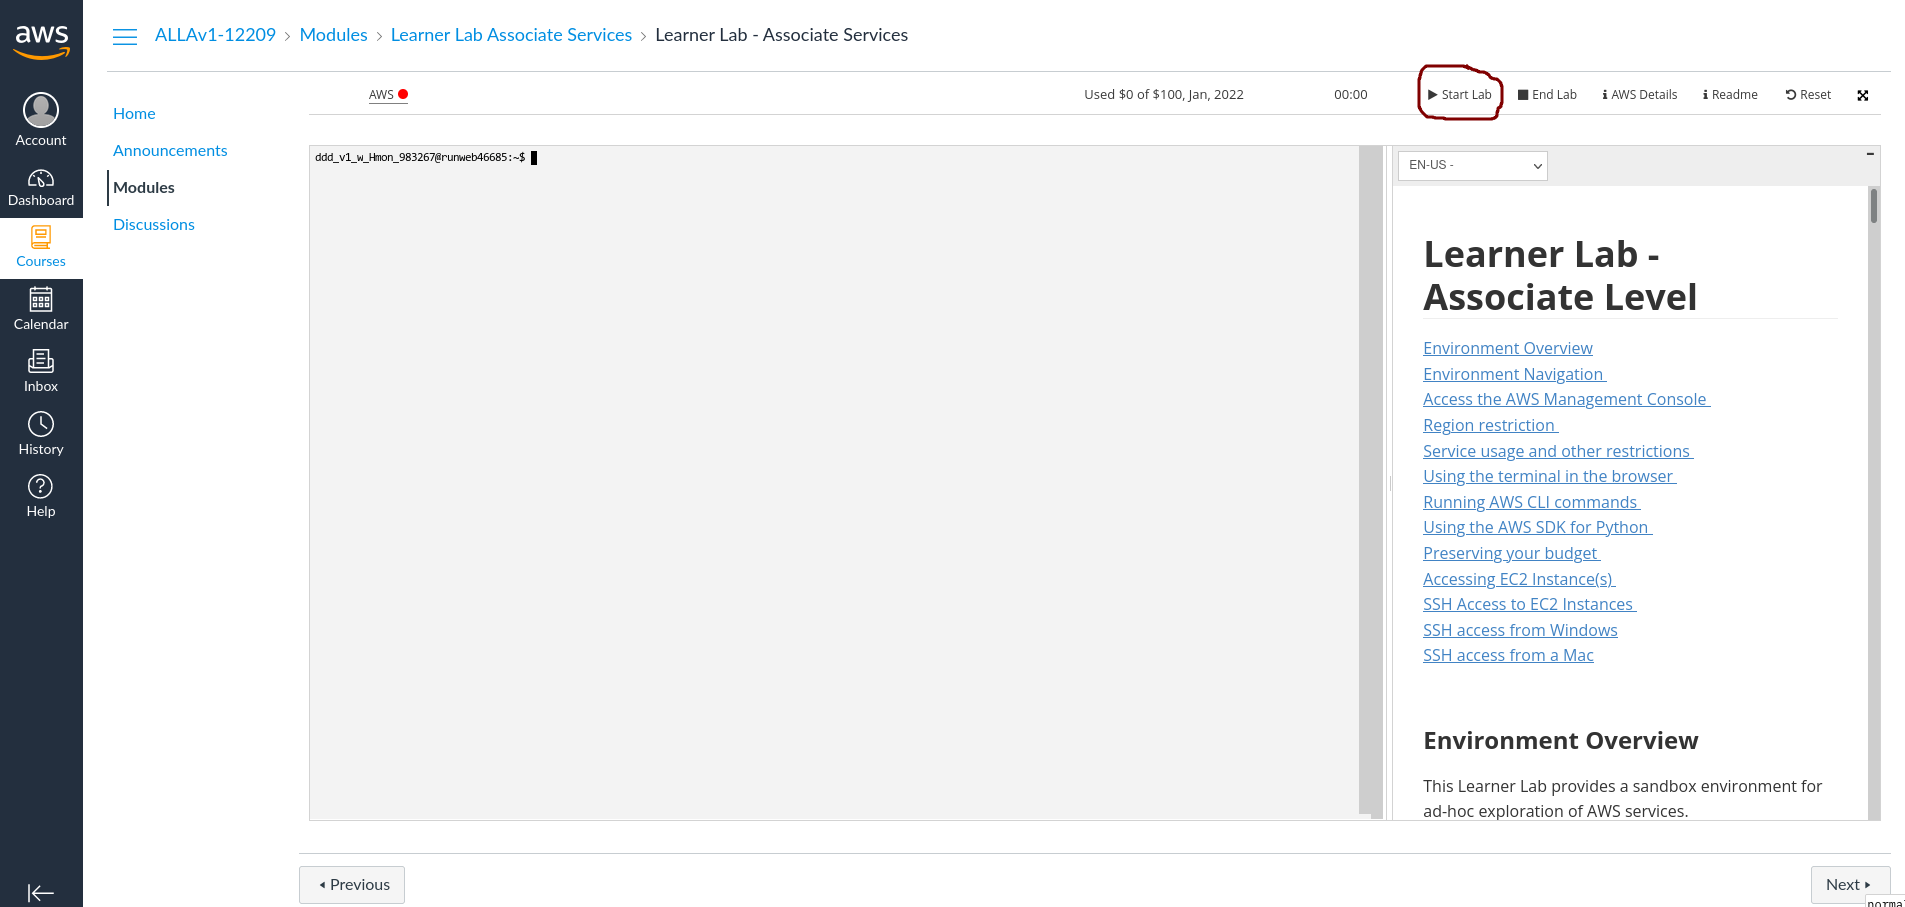 aws
ALLAv1-12209 > Modules > Learner Lab Associate Services > Learner Lab - Associate Services
Account
Dashboard
Courses
Calendar
Inbox
History
Help
Home
Announcements
Modules
Discussions
AWS
Used $0 of $100, Jan, 2022
00:00
Start Lab
End Lab
AWS Details
Readme
Reset
ddd_v1_w_Hmon_983267@runweb46685:~$
EN-US -
Learner Lab -
Associate Level
Environment Overview
Environment Navigation
Access the AWS Management Console
Region restriction
Service usage and other restrictions
Using the terminal in the browser
Running AWS CLI commands
Using the AWS SDK for Python
Preserving your budget
Accessing EC2 Instance(s)
SSH Access to EC2 Instances
SSH access from Windows
SSH access from a Mac
Environment Overview
This Learner Lab provides a sandbox environment for
ad-hoc exploration of AWS services.
Previous
Next